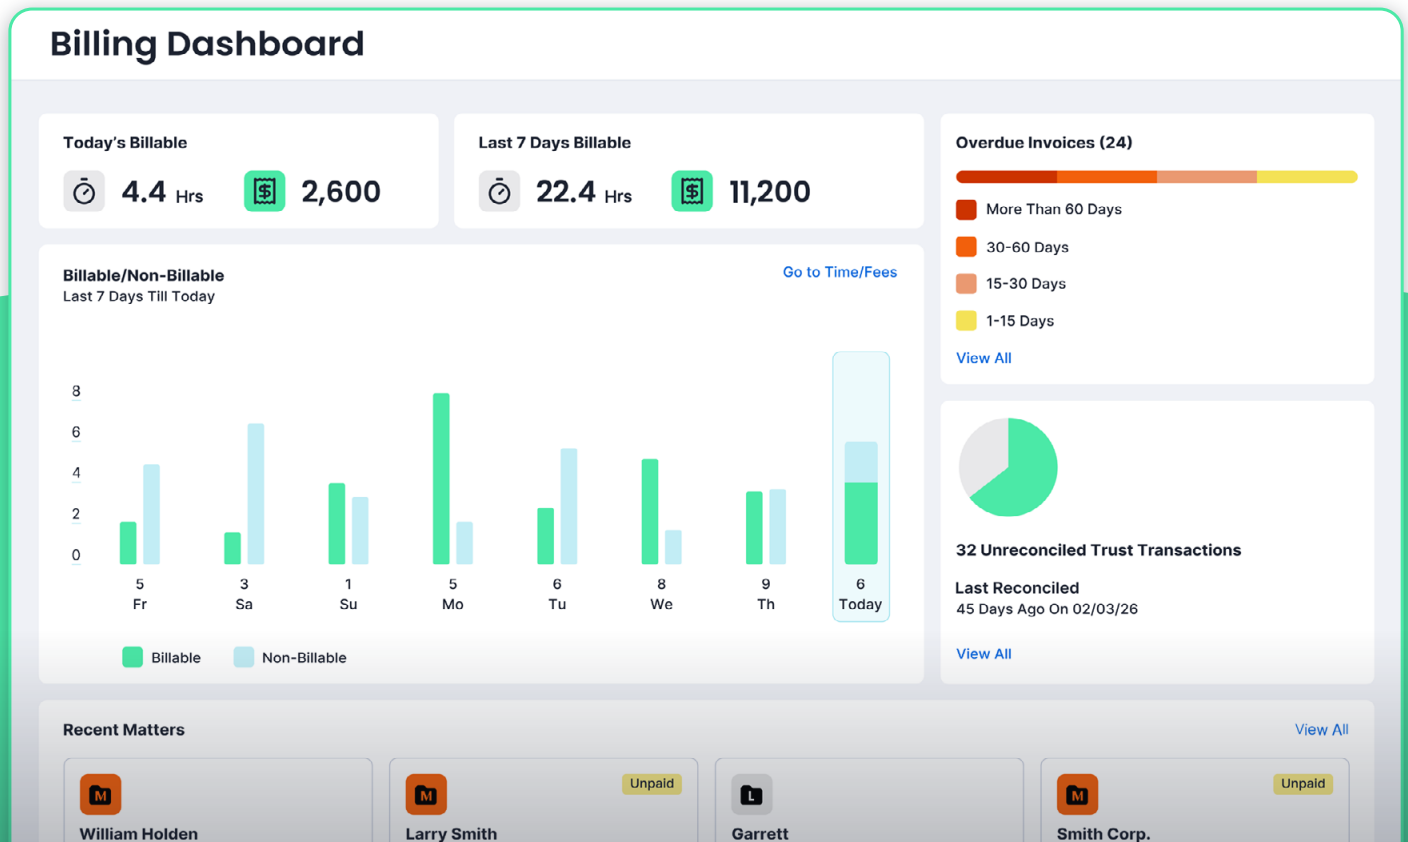 Billing Dashboard
Today's Billable
4.4 Hrs
2,600
Last 7 Days Billable
22.4 Hrs
11,200
Overdue Invoices (24)
More Than 60 Days
30-60 Days
15-30 Days
1-15 Days
View All
Billable/Non-Billable
Last 7 Days Till Today
Go to Time/Fees
8
6
4
2
0
5 3 1 5 6 8 9 6
Fr Sa Su Mo Tu We Th Today
Billable Non-Billable
32 Unreconciled Trust Transactions
Last Reconciled
45 Days Ago On 02/03/26
View All
Recent Matters
View All
M
William Holden
M
Unpaid
Larry Smith
L
Garrett
M
Unpaid
Smith Corp.